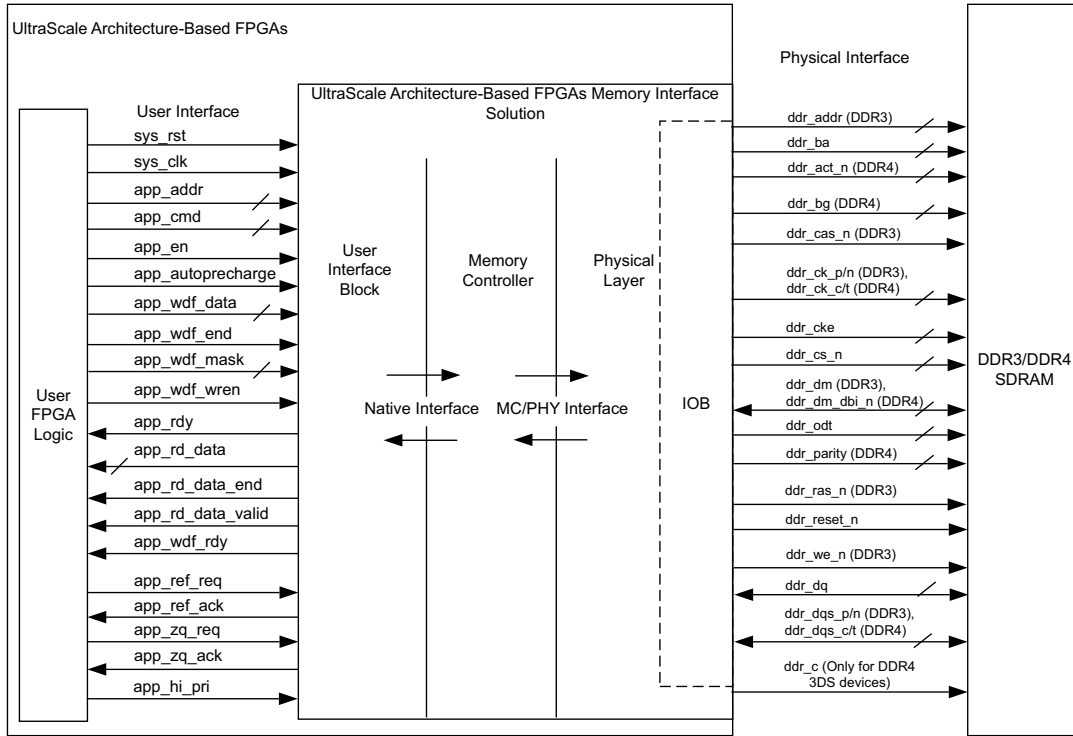 UltraScale Architecture-Based FPGAs
Physical Interface
User Interface
UltraScale Architecture-Based FPGAs Memory Interface
Solution
sys_rst
sys_clk
app_addr
app_cmd
app_en
app_autoprecharge
app_wdf_data
app_wdf_end
app_wdf_mask
app_wdf_wren
app_rdy
app_rd_data
app_rd_data_end
app_rd_data_valid
app_wdf_rdy
app_ref_req
app_ref_ack
app_zq_req
app_zq_ack
app_hi_pri
User
FPGA
Logic
User
Interface
Block
Memory
Controller
Physical
Layer
Native Interface
MC/PHY Interface
IOB
ddr_addr (DDR3)
ddr_ba
ddr_act_n (DDR4)
ddr_bg (DDR4)
ddr_cas_n (DDR3)
ddr_ck_p/n (DDR3),
ddr_ck_c/t (DDR4)
ddr_cke
ddr_cs_n
ddr_dm (DDR3),
ddr_dm_dbi_n (DDR4)
ddr_odt
ddr_parity (DDR4)
ddr_ras_n (DDR3)
ddr_reset_n
ddr_we_n (DDR3)
ddr_dq
ddr_dqs_p/n (DDR3),
ddr_dqs_c/t (DDR4)
ddr_c (Only for DDR4
3DS devices)
DDR3/DDR4
SDRAM